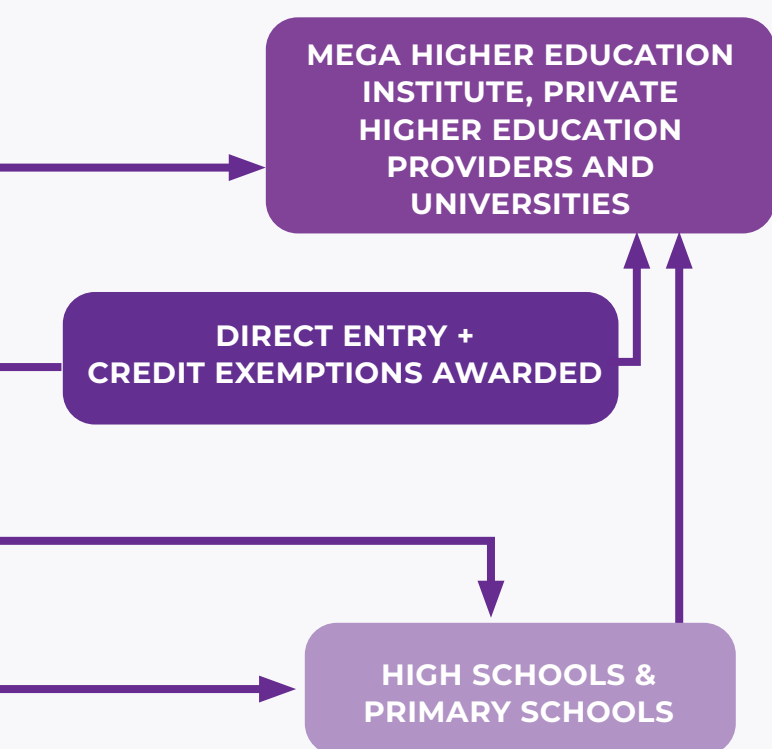 MEGA HIGHER EDUCATION
INSTITUTE, PRIVATE
HIGHER EDUCATION
PROVIDERS AND
UNIVERSITIES
DIRECT ENTRY +
CREDIT EXEMPTIONS AWARDED
HIGH SCHOOLS &
PRIMARY SCHOOLS